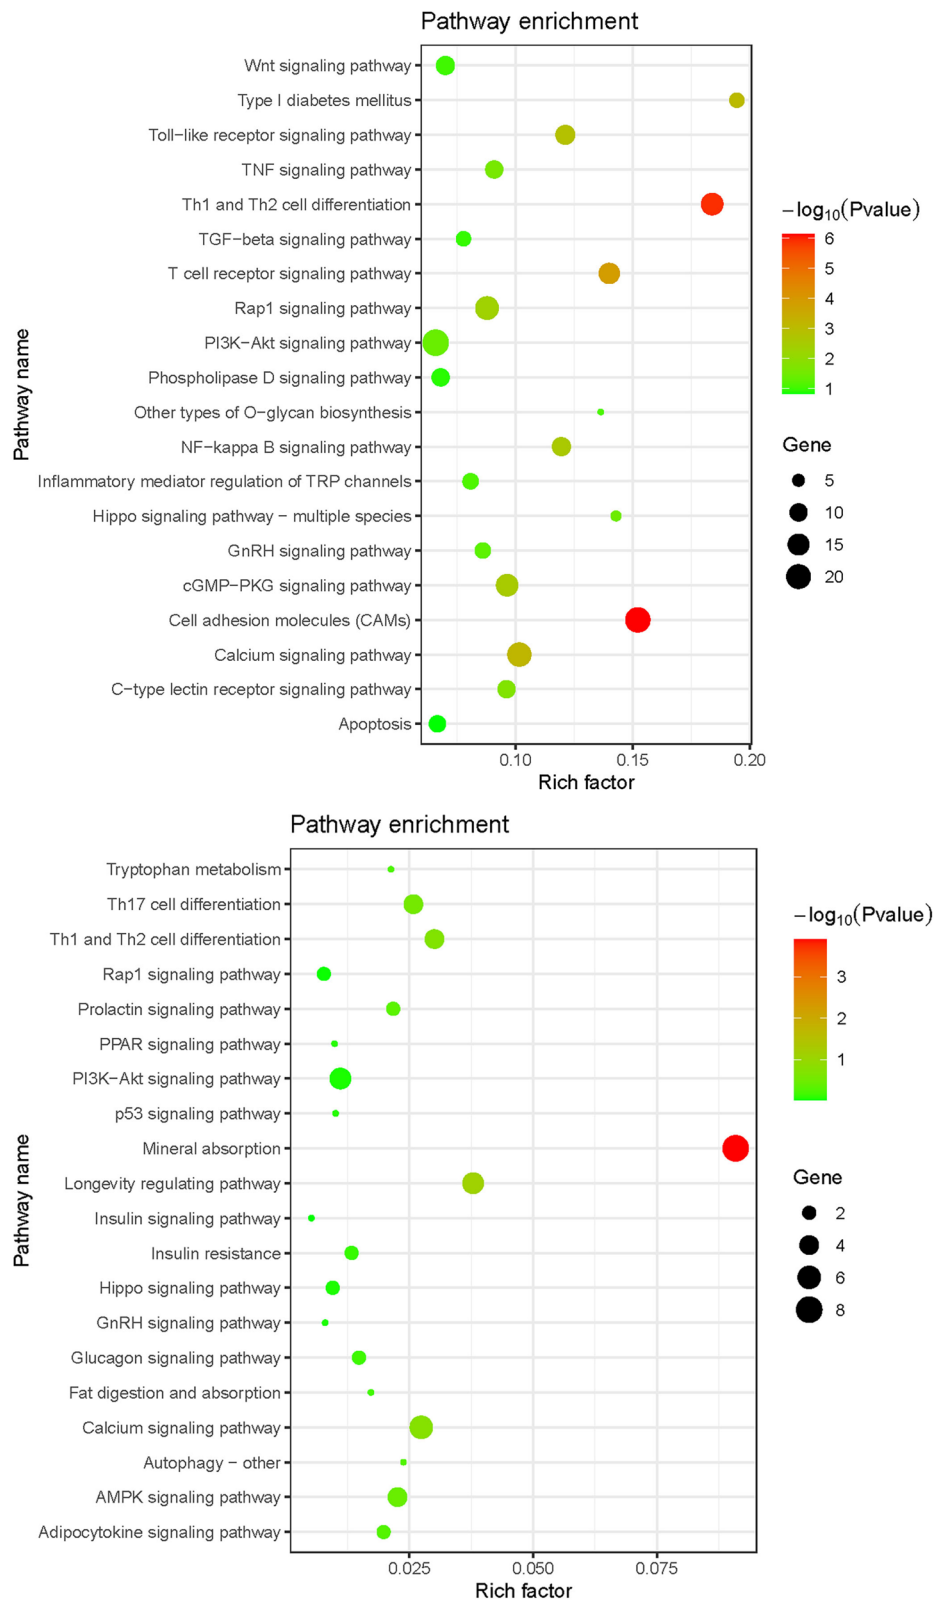 Pathway enrichment
Wnt signaling pathway
Type I diabetes mellitus
Toll−like receptor signaling pathway
TNF signaling pathway
Th1 and Th2 cell differentiation
TGF−beta signaling pathway
T cell receptor signaling pathway
Rap1 signaling pathway
PI3K−Akt signaling pathway
Phospholipase D signaling pathway
Other types of O−glycan biosynthesis
NF−kappa B signaling pathway
Inflammatory mediator regulation of TRP channels
Hippo signaling pathway − multiple species
GnRH signaling pathway
cGMP−PKG signaling pathway
Cell adhesion molecules (CAMs)
Calcium signaling pathway
C−type lectin receptor signaling pathway
Apoptosis
Pathway name
0.10 0.15 0.20
Rich factor
−log10(Pvalue)
6
5
4
3
2
1
Gene
5
10
15
20
Pathway enrichment
Tryptophan metabolism
Th17 cell differentiation
Th1 and Th2 cell differentiation
Rap1 signaling pathway
Prolactin signaling pathway
PPAR signaling pathway
PI3K−Akt signaling pathway
p53 signaling pathway
Mineral absorption
Longevity regulating pathway
Insulin signaling pathway
Insulin resistance
Hippo signaling pathway
GnRH signaling pathway
Glucagon signaling pathway
Fat digestion and absorption
Calcium signaling pathway
Autophagy − other
AMPK signaling pathway
Adipocytokine signaling pathway
Pathway name
0.025 0.050 0.075
Rich factor
−log10(Pvalue)
3
2
1
Gene
2
4
6
8